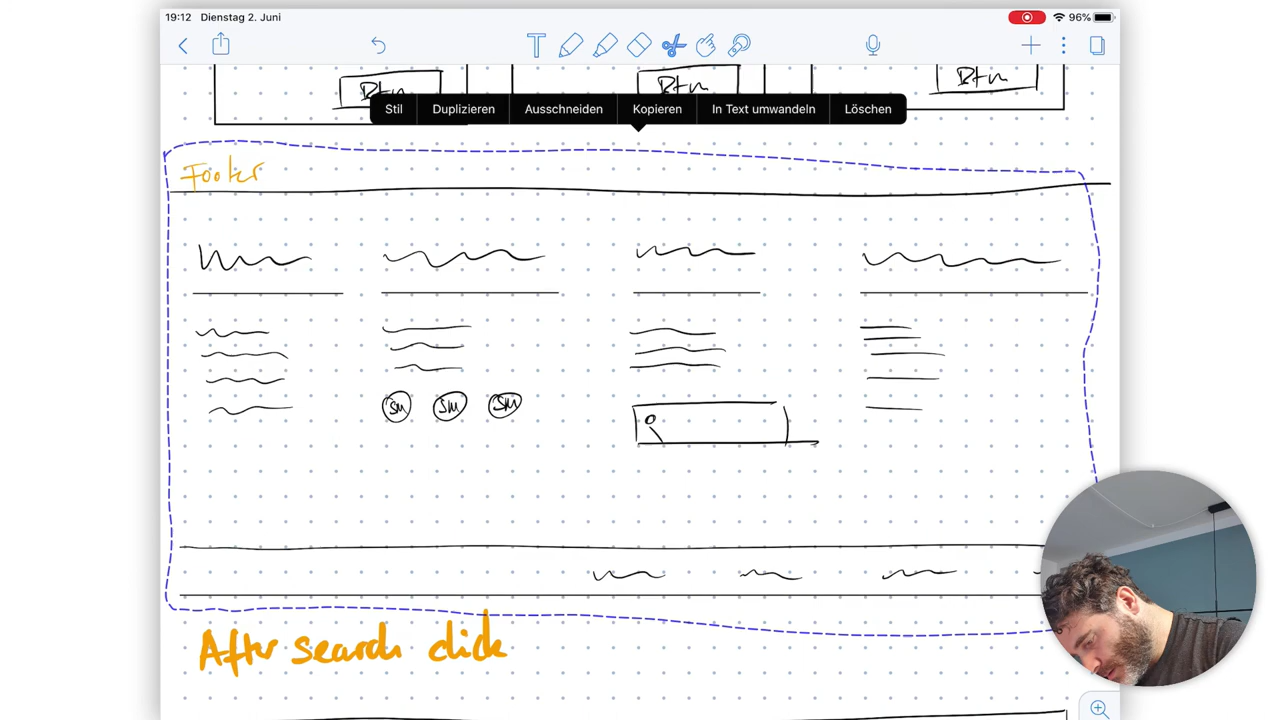 19:12 Dienstag 2. Juni 96%
Btn Btn Btn
Stil Duplizieren Ausschneiden Kopieren In Text umwandeln Löschen
Footer
SM SM SM
After search click